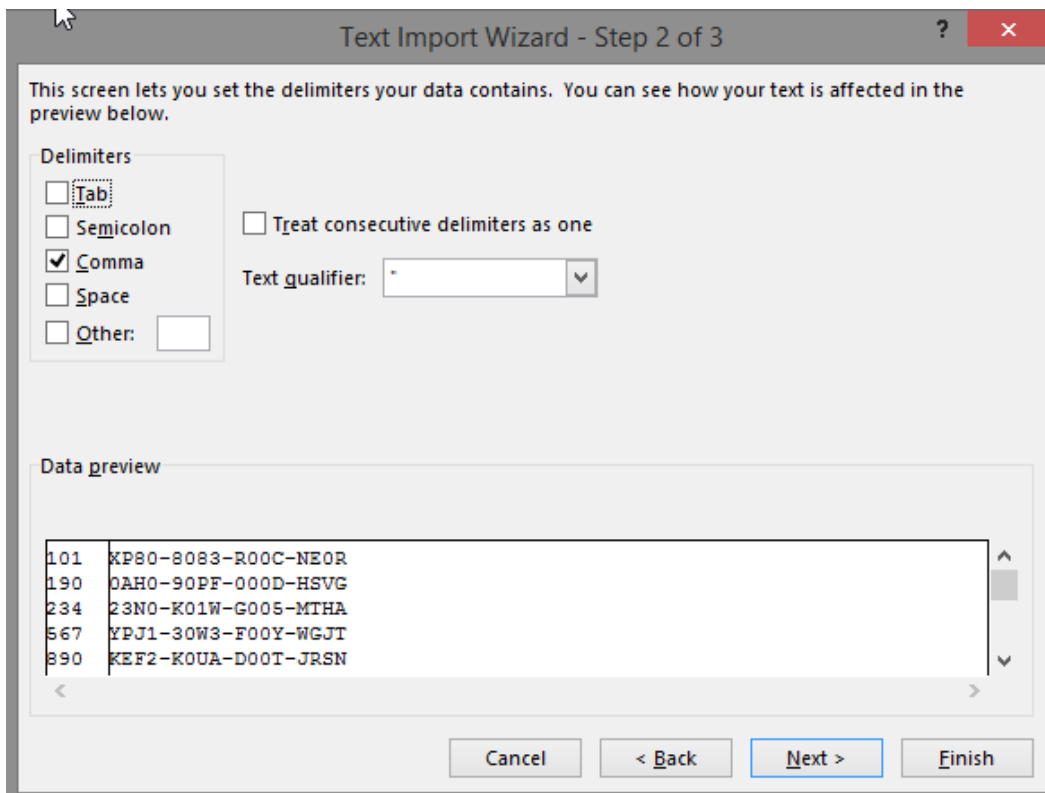 Text Import Wizard - Step 2 of 3
?
This screen lets you set the delimiters your data contains.  You can see how your text is affected in the
preview below.
Delimiters
Tab
Semicolon
Comma
Space
Other:
Treat consecutive delimiters as one
Text qualifier: "
Data preview
101 XP80-8083-R00C-NE0R
190 0AH0-90PF-000D-HSVG
234 23N0-K01W-G005-MTHA
567 YPJ1-30W3-F00Y-WGJT
890 KEF2-K0UA-D00T-JRSN
Cancel < Back Next > Finish